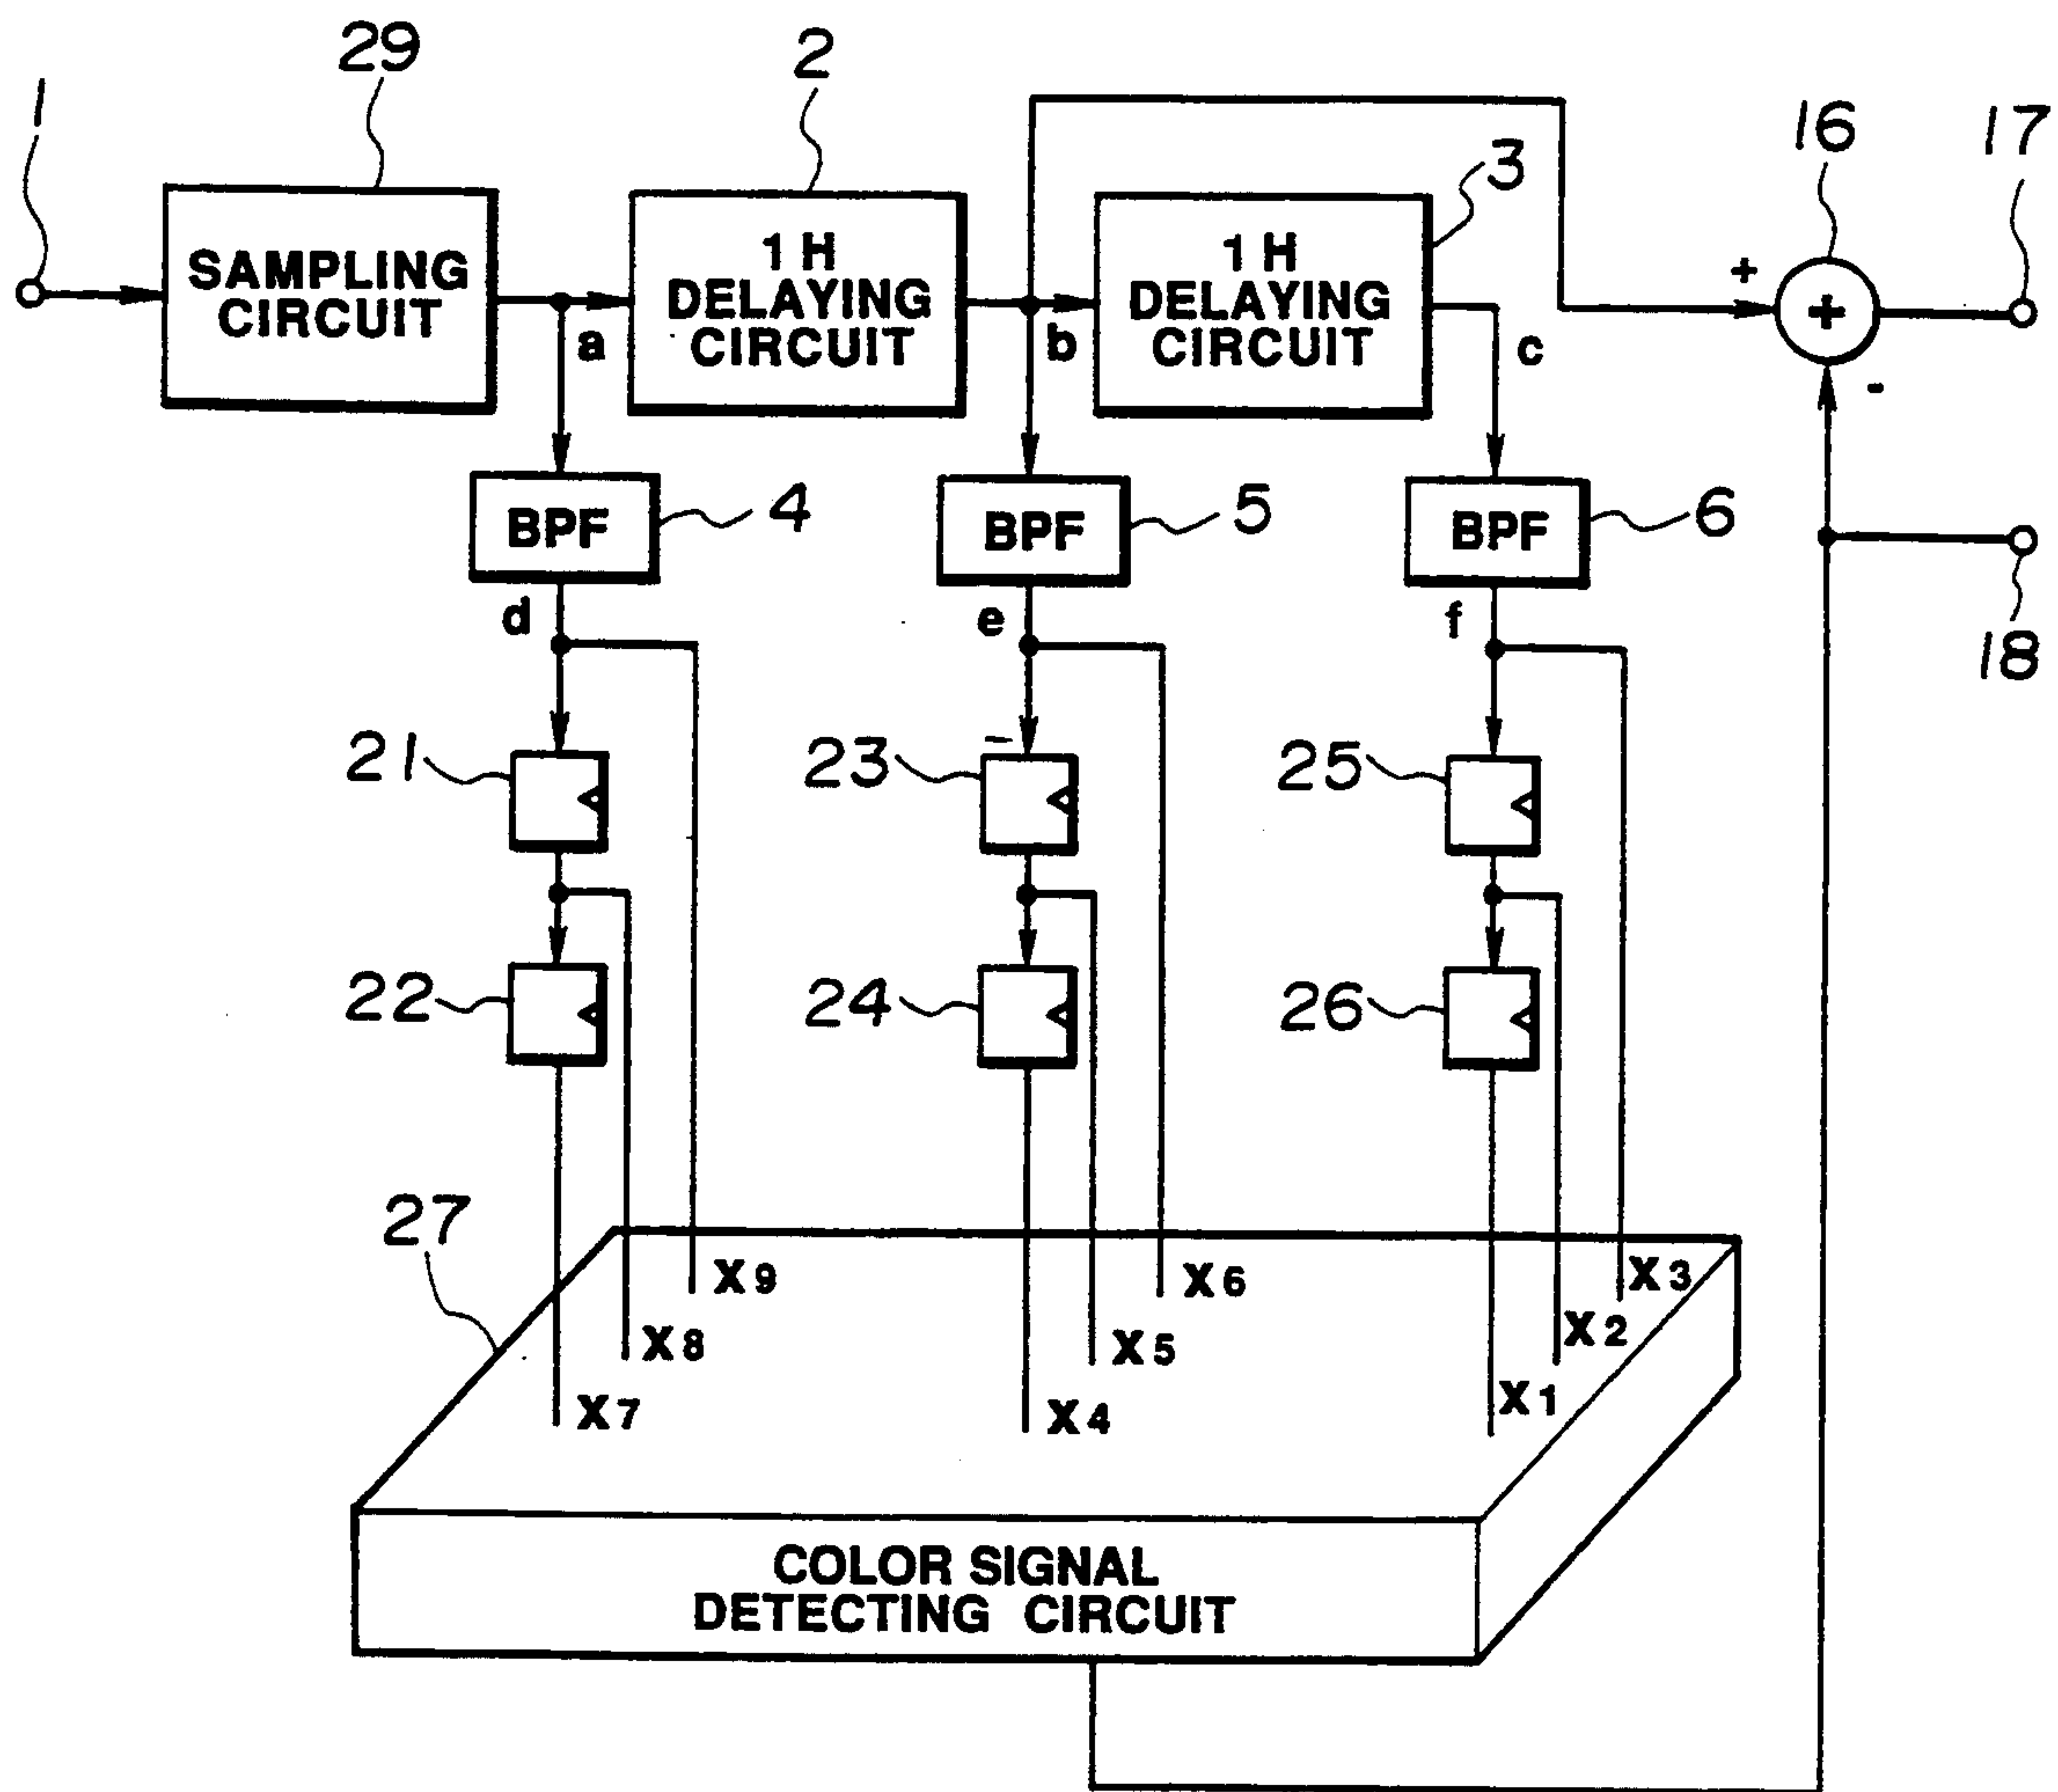 1
29
2
3
16
17
SAMPLING
CIRCUIT
1H
DELAYING
CIRCUIT
1H
DELAYING
CIRCUIT
+
+
-
a
b
c
BPF
4
BPF
5
BPF
6
18
d
e
f
21
23
25
22
24
26
27
X9
X6
X3
X8
X5
X2
X7
X4
X1
COLOR SIGNAL
DETECTING CIRCUIT